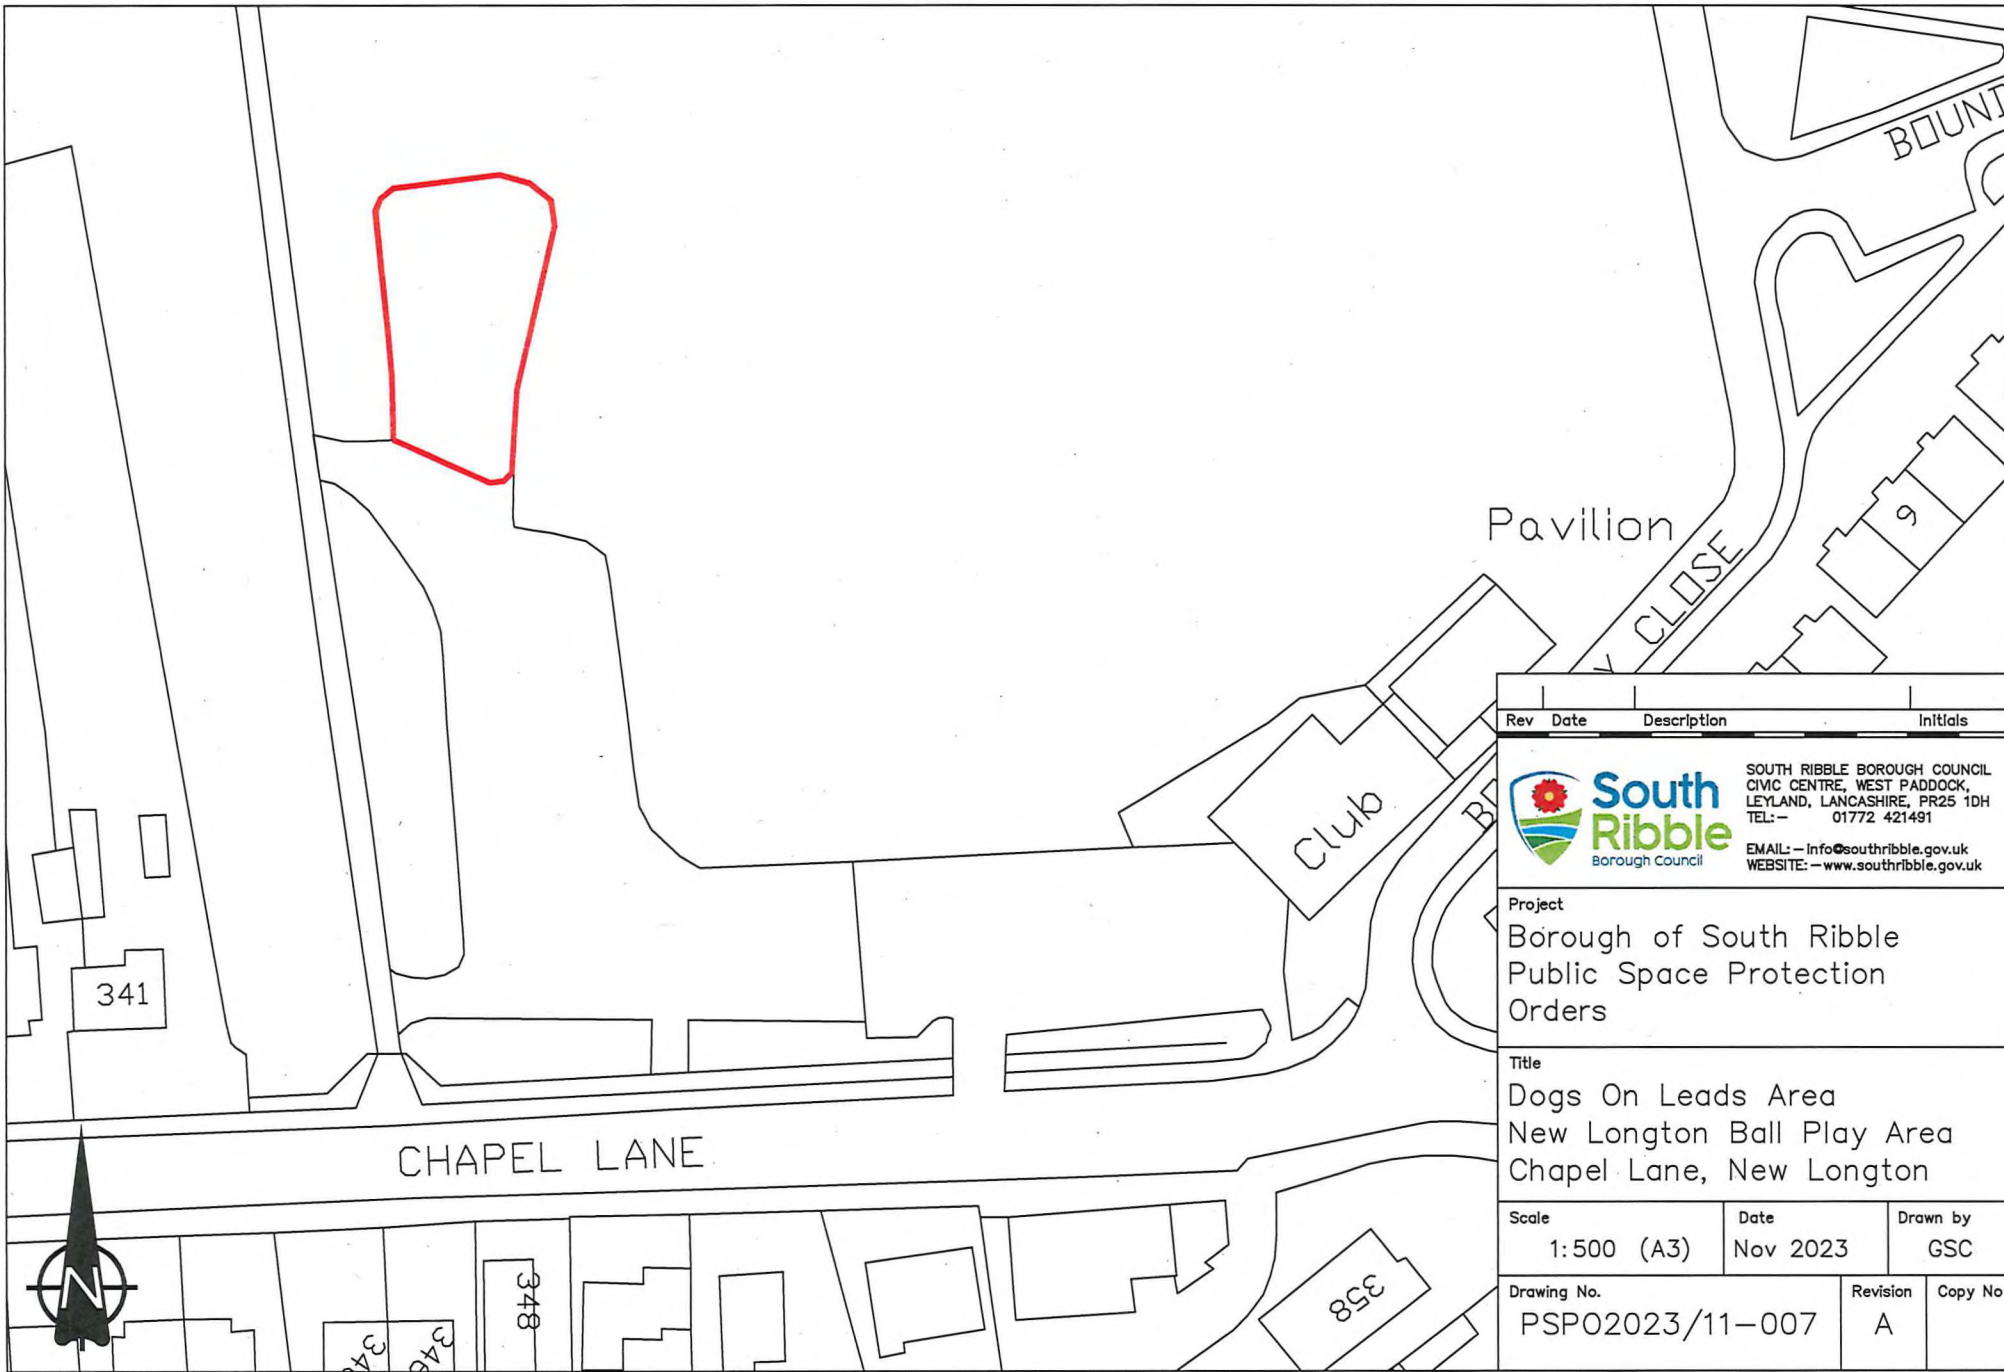 BOUND
Pavilion
Y CLOSE
9
Club
341
CHAPEL LANE
348
346
358
N
Rev Date Description Initials
South
Ribble
Borough Council
SOUTH RIBBLE BOROUGH COUNCIL
CIVIC CENTRE, WEST PADDOCK,
LEYLAND, LANCASHIRE, PR25 1DH
TEL:- 01772 421491
EMAIL:-info@southribble.gov.uk
WEBSITE:-www.southribble.gov.uk
Project
Borough of South Ribble
Public Space Protection
Orders
Title
Dogs On Leads Area
New Longton Ball Play Area
Chapel Lane, New Longton
Scale
1:500 (A3)
Date
Nov 2023
Drawn by
GSC
Drawing No.
PSPO2023/11-007
Revision
A
Copy No